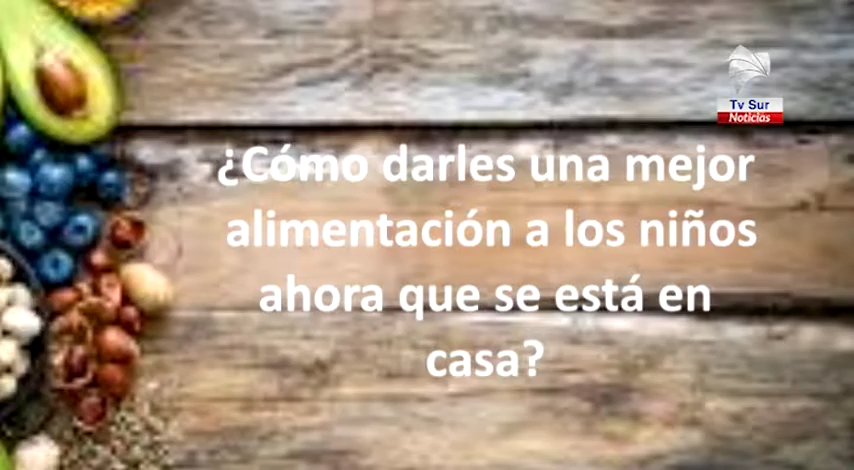 Tv Sur
Noticias
¿Cómo darles una mejor
alimentación a los niños
ahora que se está en
casa?